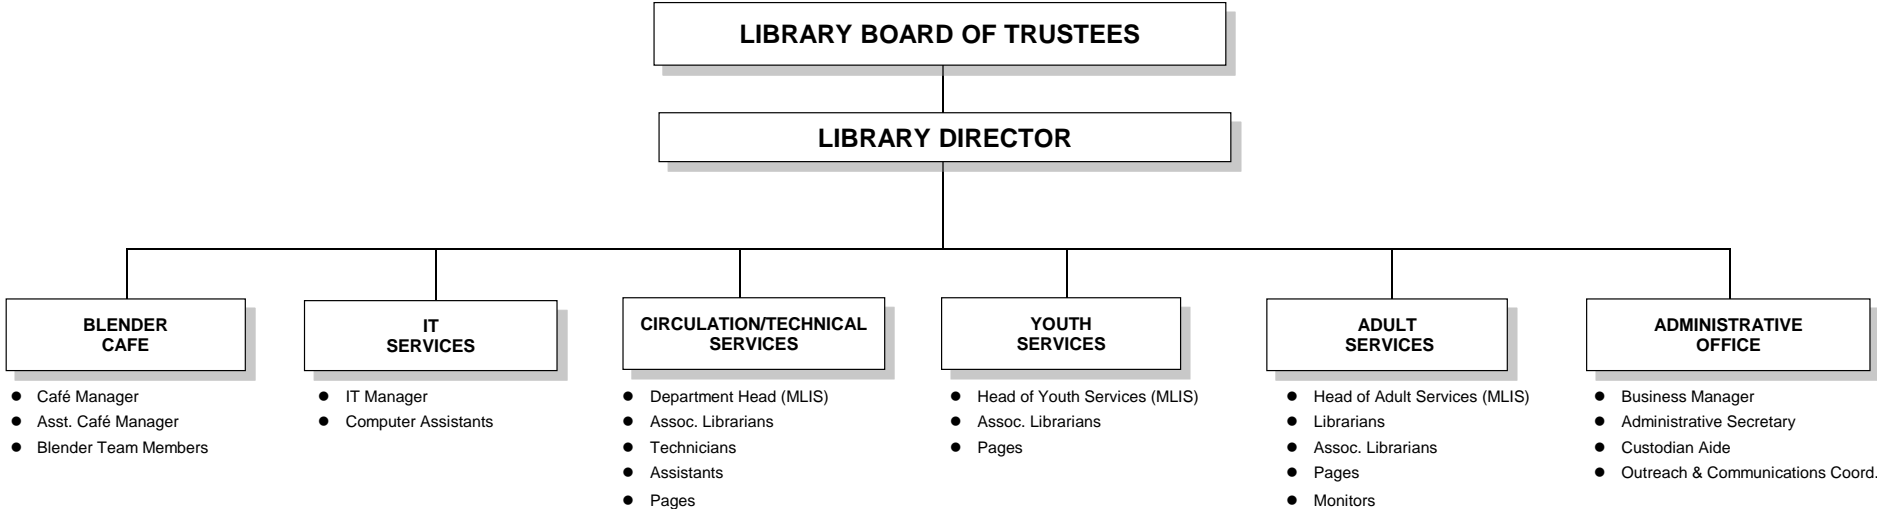 LIBRARY BOARD OF TRUSTEES
LIBRARY DIRECTOR
BLENDER
CAFE
● Café Manager
● Asst. Café Manager
● Blender Team Members
IT
SERVICES
● IT Manager
● Computer Assistants
CIRCULATION/TECHNICAL
SERVICES
● Department Head (MLIS)
● Assoc. Librarians
● Technicians
● Assistants
● Pages
YOUTH
SERVICES
● Head of Youth Services (MLIS)
● Assoc. Librarians
● Pages
ADULT
SERVICES
● Head of Adult Services (MLIS)
● Librarians
● Assoc. Librarians
● Pages
● Monitors
ADMINISTRATIVE
OFFICE
● Business Manager
● Administrative Secretary
● Custodian Aide
● Outreach & Communications Coord.